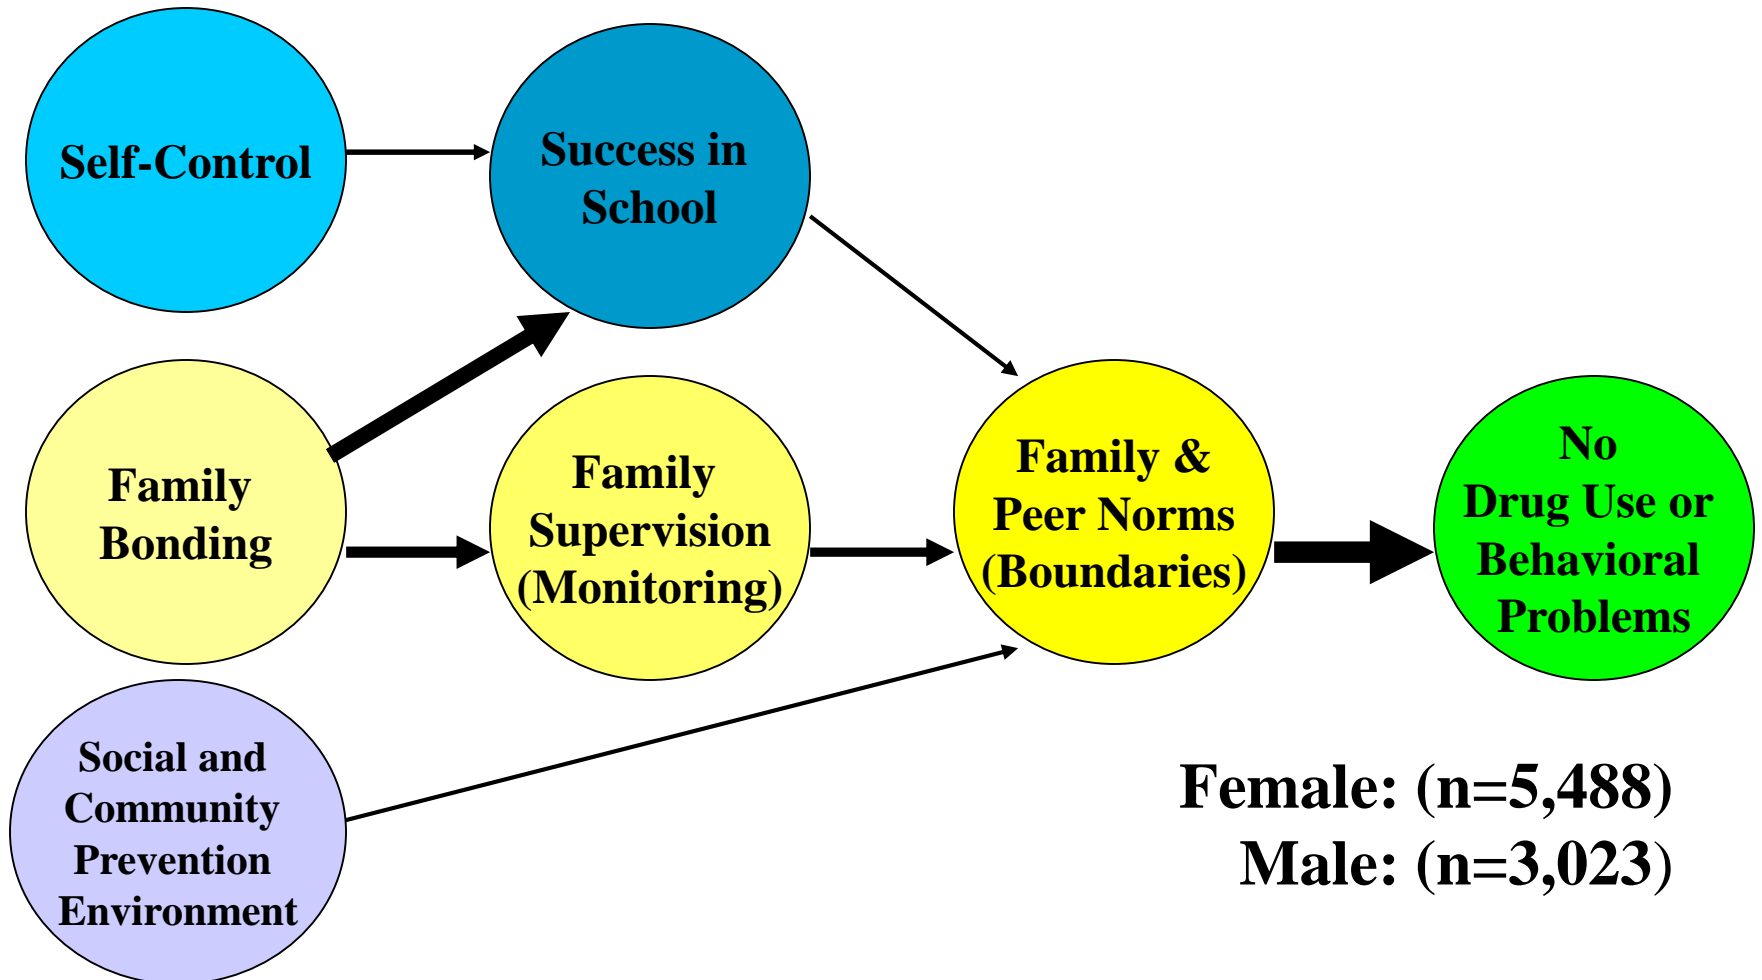 Self-Control
Success in
School
Family
Bonding
Family
Supervision
(Monitoring)
Family &
Peer Norms
(Boundaries)
No
Drug Use or
Behavioral
Problems
Social and
Community
Prevention
Environment
Female: (n=5,488)
Male: (n=3,023)